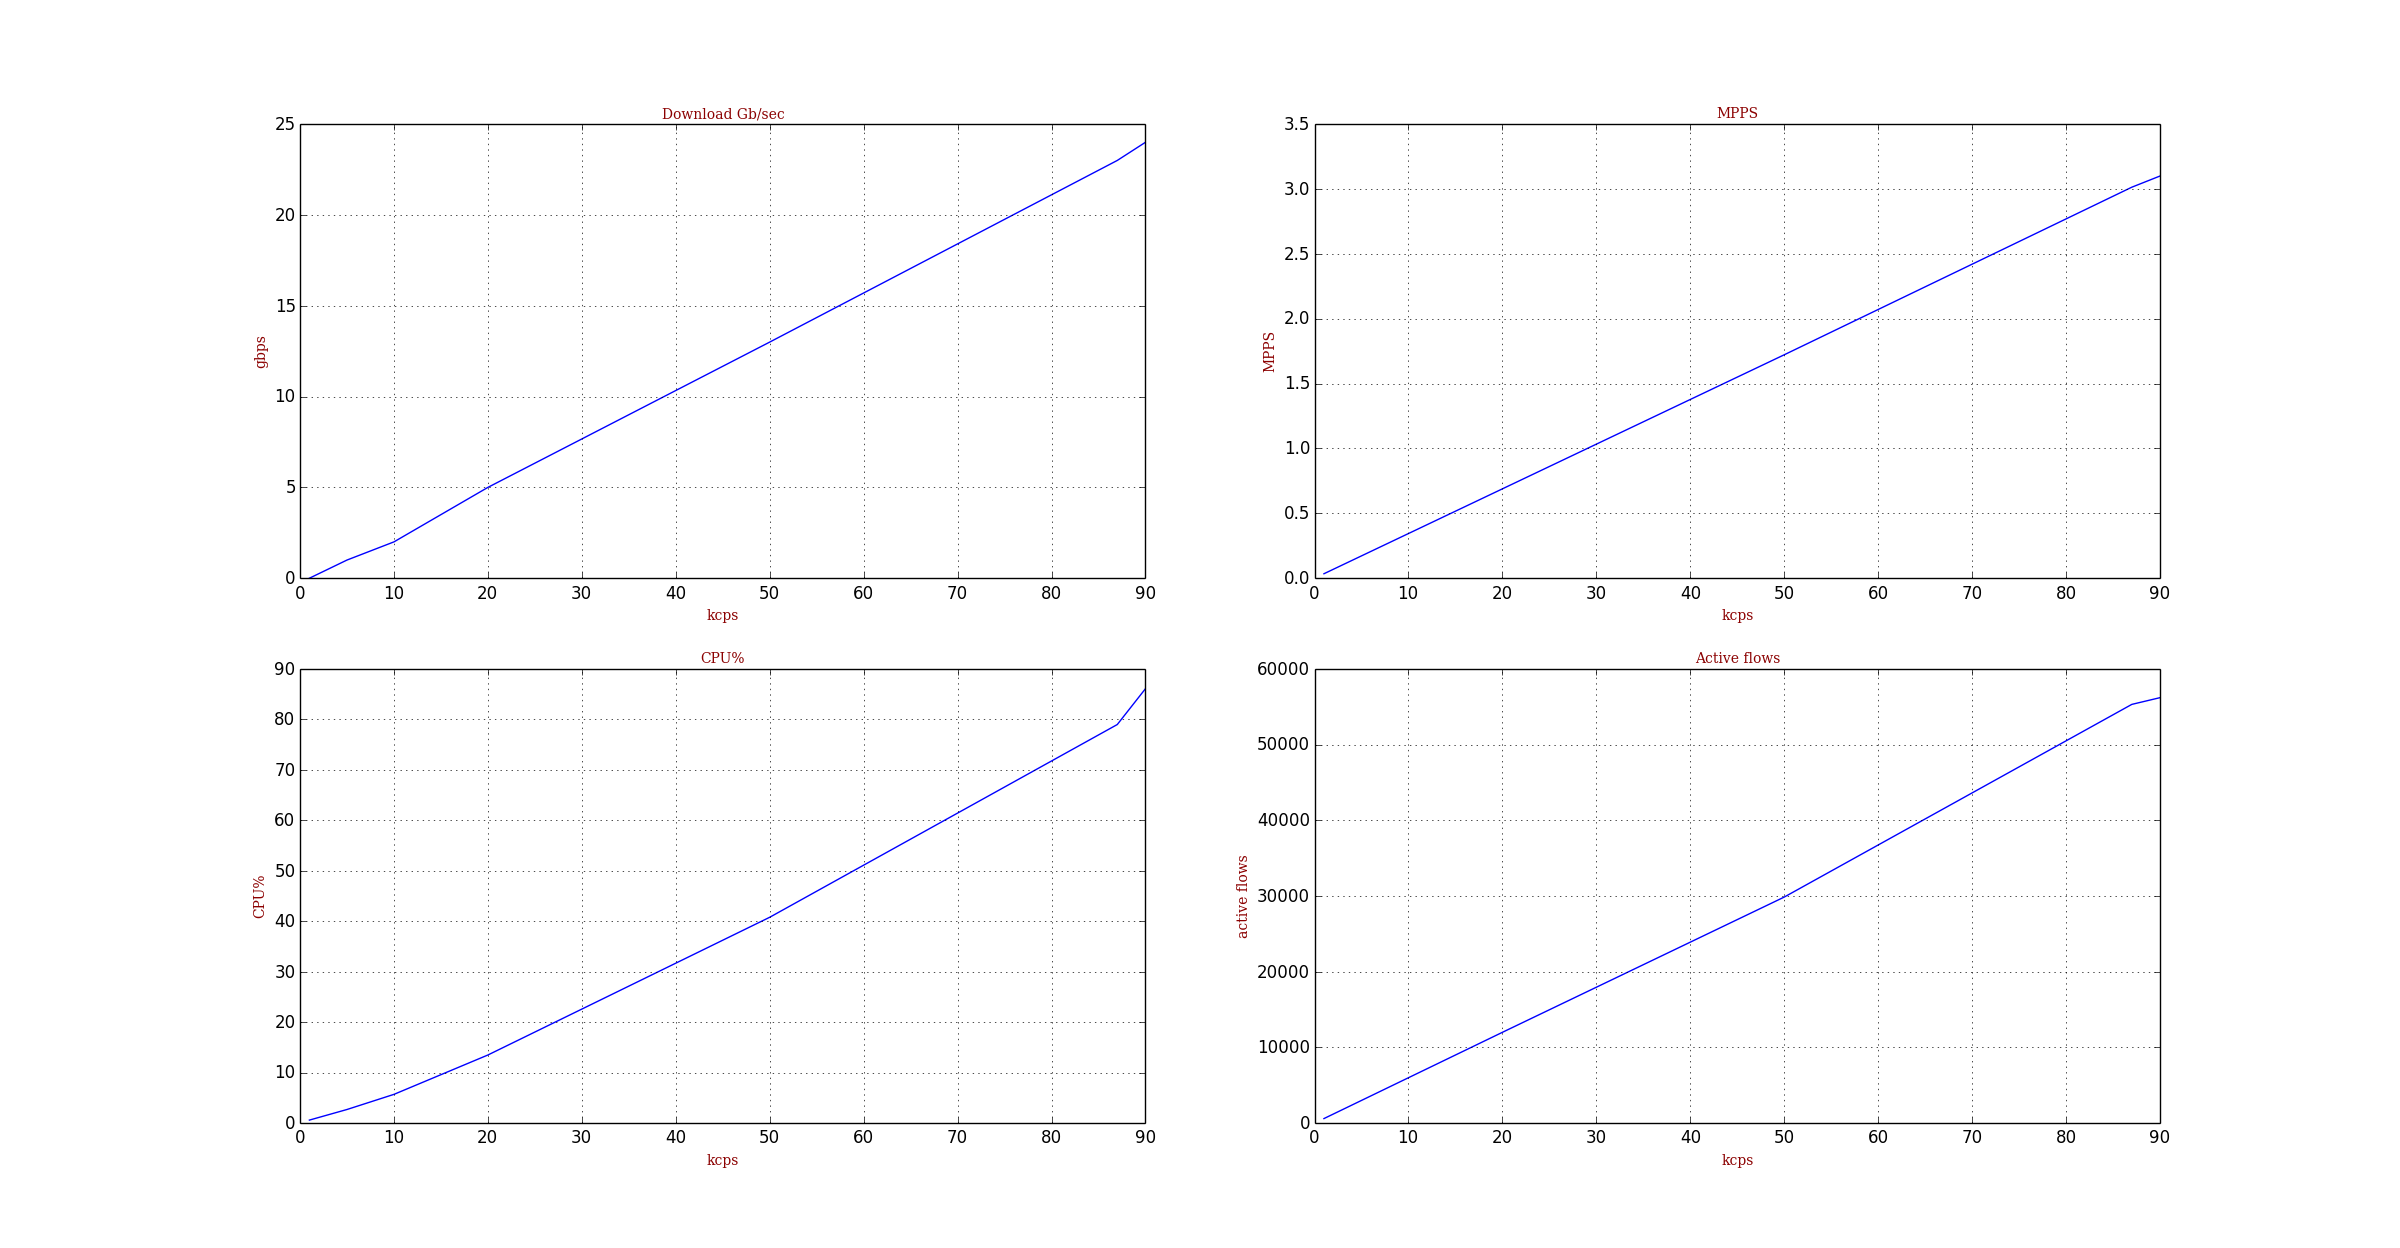 Download Gb/sec
25
20
15
10
5
0
gbps
0 10 20 30 40 50 60 70 80 90
kcps
MPPS
3.5
3.0
2.5
2.0
1.5
1.0
0.5
0.0
MPPS
0 10 20 30 40 50 60 70 80 90
kcps
CPU%
90
80
70
60
50
40
30
20
10
0
CPU%
0 10 20 30 40 50 60 70 80 90
kcps
Active flows
60000
50000
40000
30000
20000
10000
0
active flows
0 10 20 30 40 50 60 70 80 90
kcps